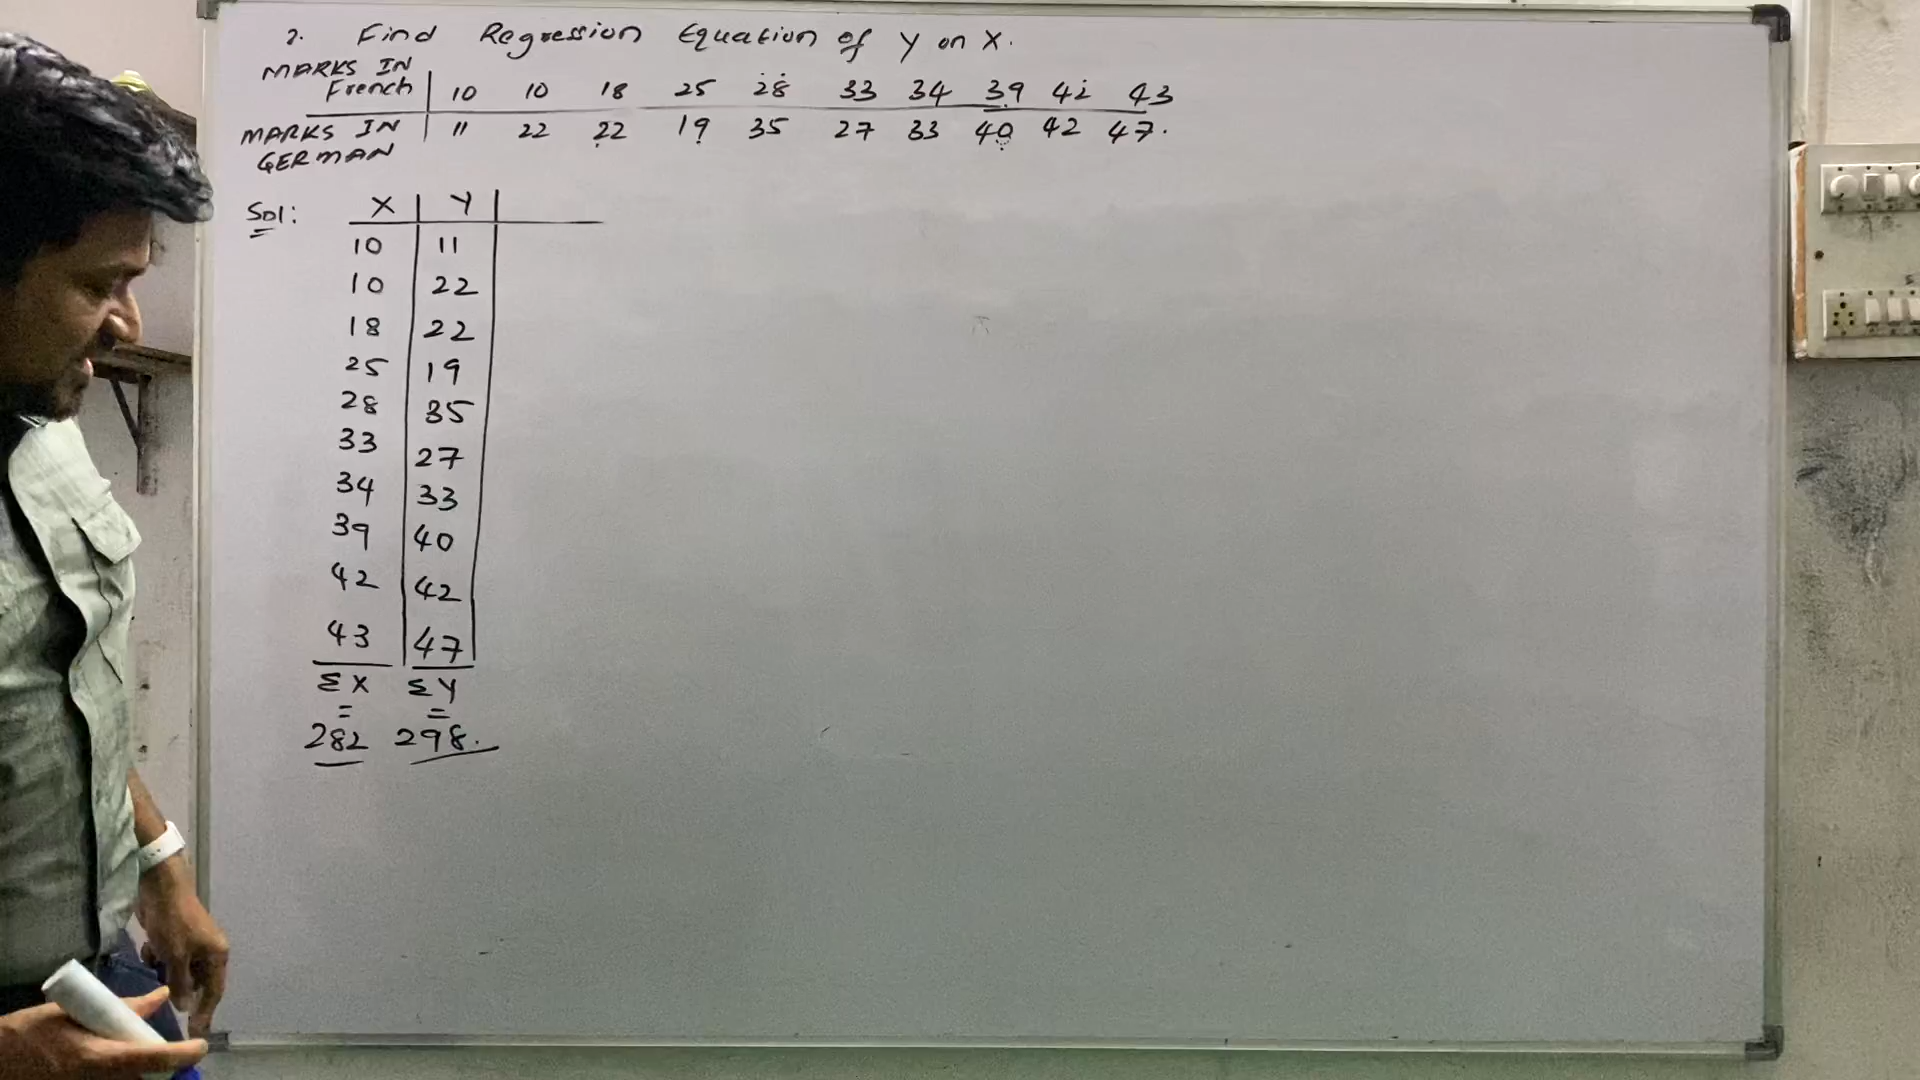 2. Find Regression Equation of Y on X.
MARKS IN French 10 10 18 25 28 33 34 39 42 43
MARKS IN GERMAN 11 22 22 19 35 27 33 40 42 47.
Sol: X Y
10 11
10 22
18 22
25 19
28 35
33 27
34 33
39 40
42 42
43 47
ΣX ΣY
= =
282 298.